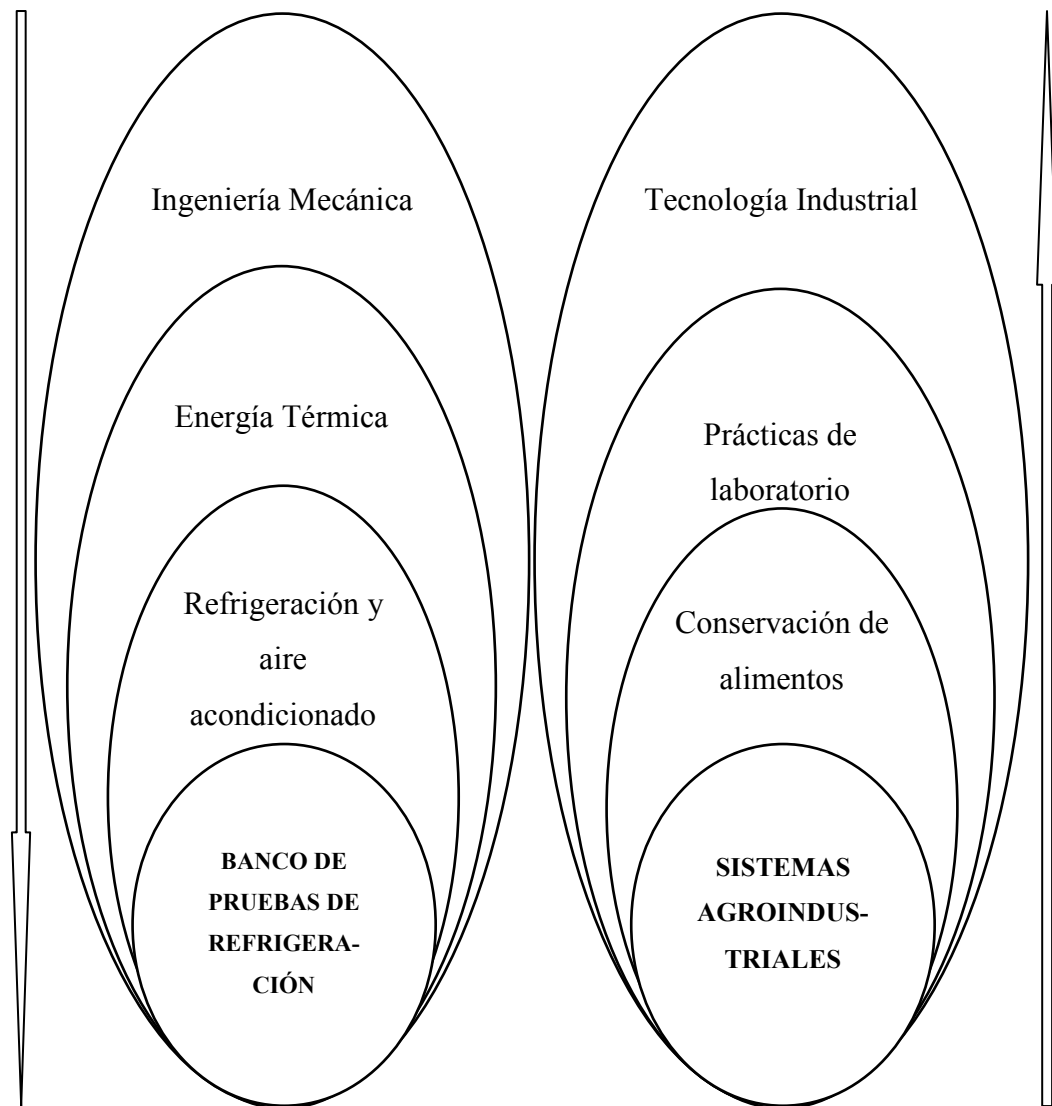 Ingeniería Mecánica
Energía Térmica
Refrigeración y
aire
acondicionado
BANCO DE
PRUEBAS DE
REFRIGERA-
CIÓN
Tecnología Industrial
Prácticas de
laboratorio
Conservación de
alimentos
SISTEMAS
AGROINDUS-
TRIALES